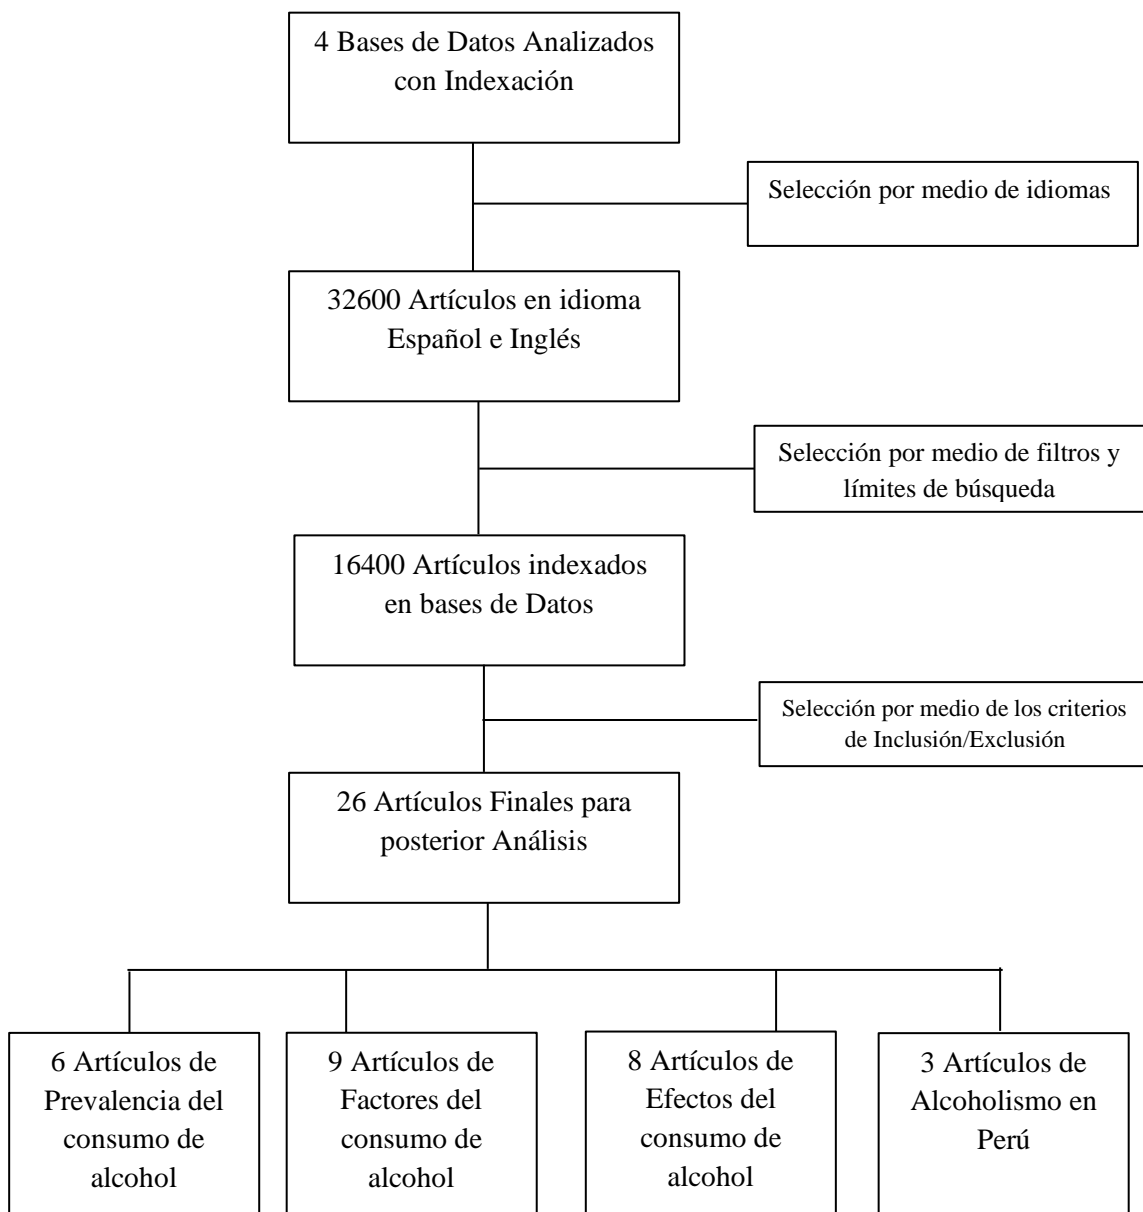 4 Bases de Datos Analizados
con Indexación
Selección por medio de idiomas
32600 Artículos en idioma
Español e Inglés
Selección por medio de filtros y
límites de búsqueda
16400 Artículos indexados
en bases de Datos
Selección por medio de los criterios
de Inclusión/Exclusión
26 Artículos Finales para
posterior Análisis
6 Artículos de
Prevalencia del
consumo de
alcohol
9 Artículos de
Factores del
consumo de
alcohol
8 Artículos de
Efectos del
consumo de
alcohol
3 Artículos de
Alcoholismo en
Perú